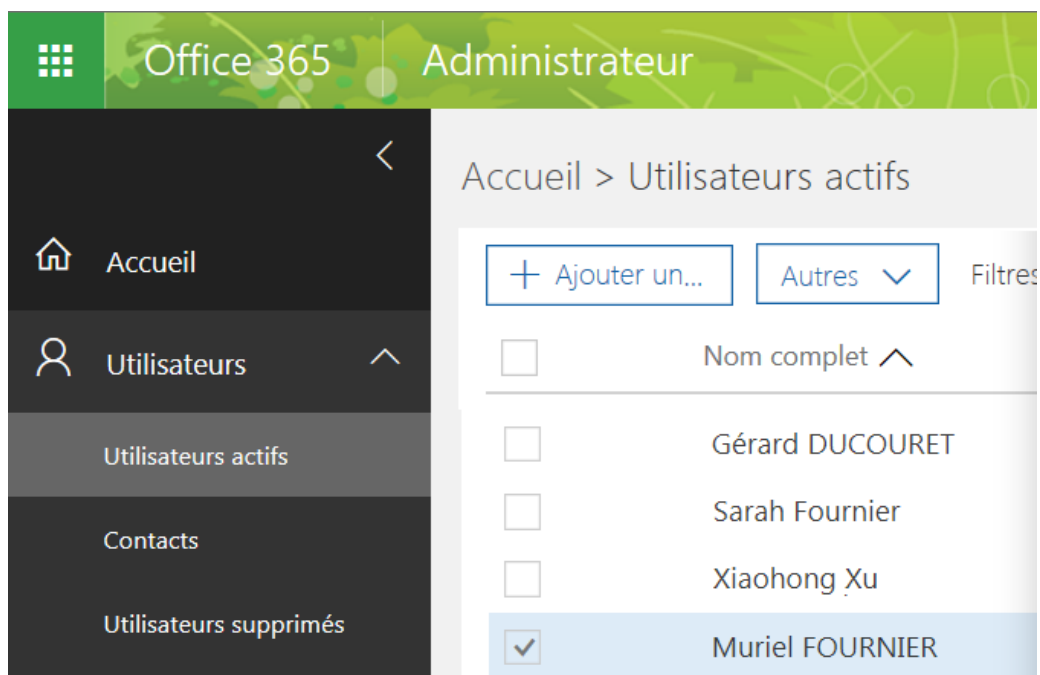 Office 365 Administrateur
Accueil > Utilisateurs actifs
Accueil
Utilisateurs
Utilisateurs actifs
Contacts
Utilisateurs supprimés
+ Ajouter un... Autres Filtres
Nom complet
Gérard DUCOURET
Sarah Fournier
Xiaohong Xu
Muriel FOURNIER